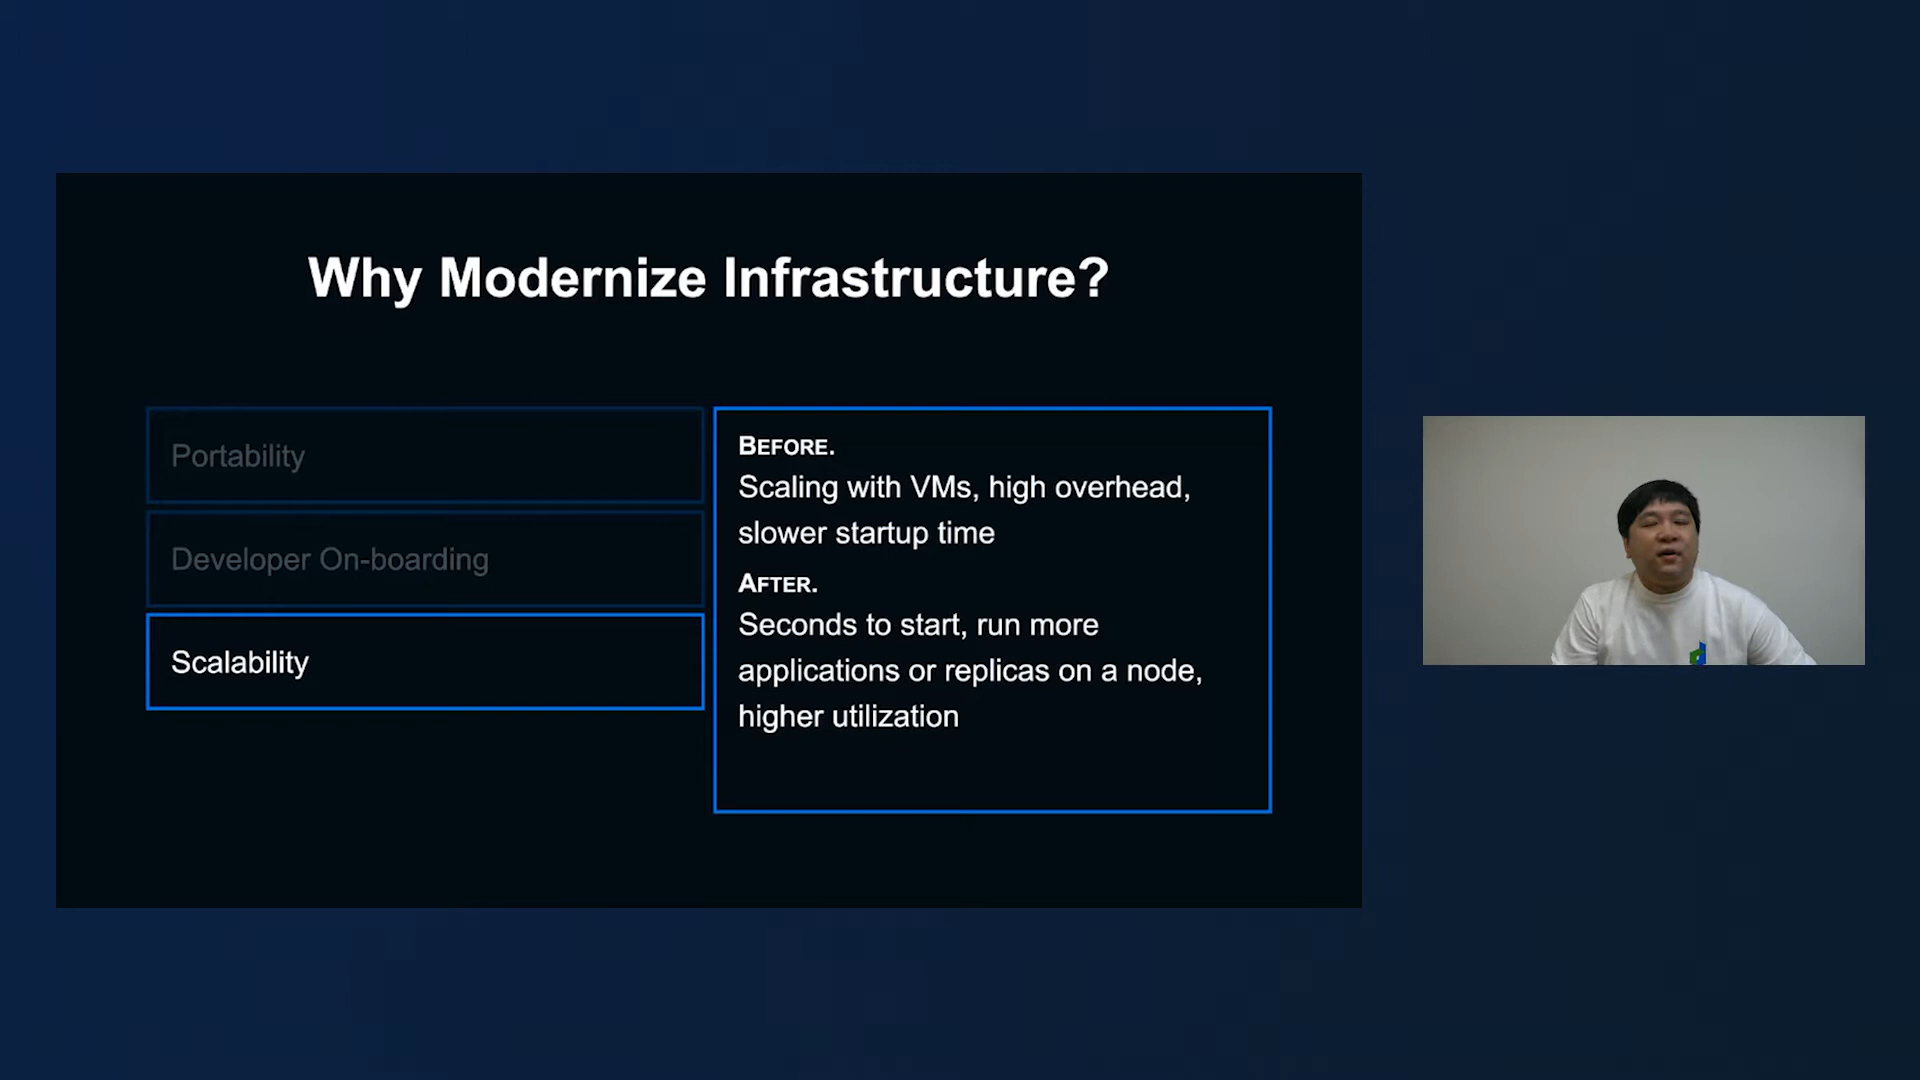 Why Modernize Infrastructure?
Portability
Developer On-boarding
Scalability
BEFORE.
Scaling with VMs, high overhead,
slower startup time
AFTER.
Seconds to start, run more
applications or replicas on a node,
higher utilization